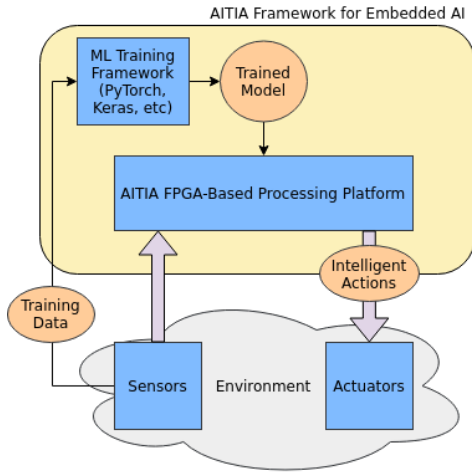 AITIA Framework for Embedded AI
ML Training
Framework
(PyTorch,
Keras, etc)
Trained
Model
AITIA FPGA-Based Processing Platform
Intelligent
Actions
Training
Data
Sensors
Environment
Actuators